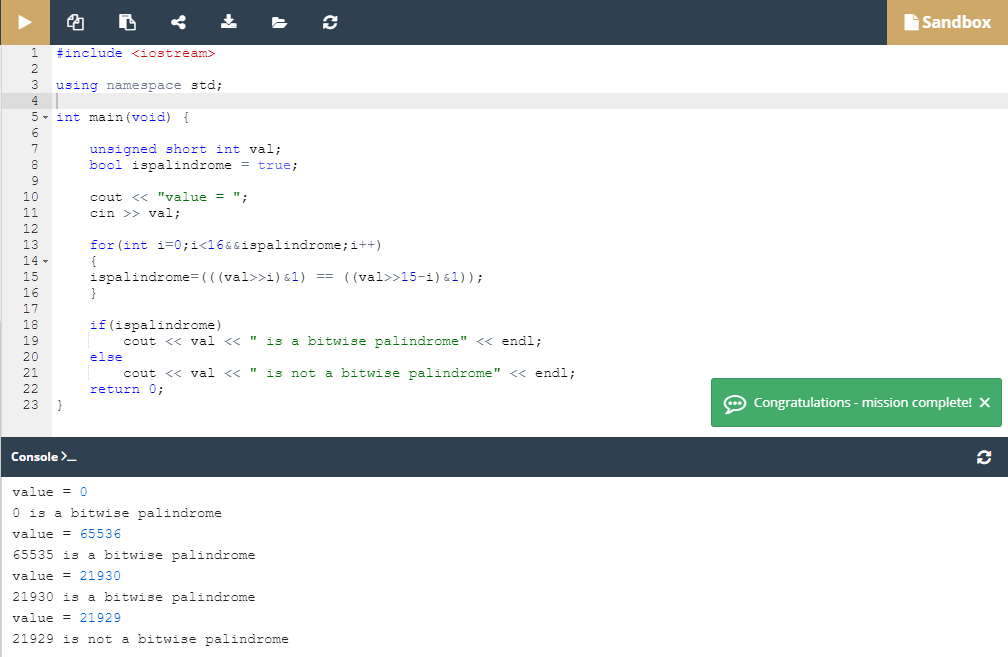 Sandbox
1 #include <iostream>
2
3 using namespace std;
4
5 int main(void) {
6
7 unsigned short int val;
8 bool ispalindrome = true;
9
10 cout << "value = ";
11 cin >> val;
12
13 for(int i=0;i<16&&ispalindrome;i++)
14 {
15 ispalindrome=(((val>>i)&1) == ((val>>15-i)&1));
16 }
17
18 if(ispalindrome)
19 cout << val << " is a bitwise palindrome" << endl;
20 else
21 cout << val << " is not a bitwise palindrome" << endl;
22 return 0;
23 }
Congratulations - mission complete! ×
Console >_
value = 0
0 is a bitwise palindrome
value = 65536
65535 is a bitwise palindrome
value = 21930
21930 is a bitwise palindrome
value = 21929
21929 is not a bitwise palindrome